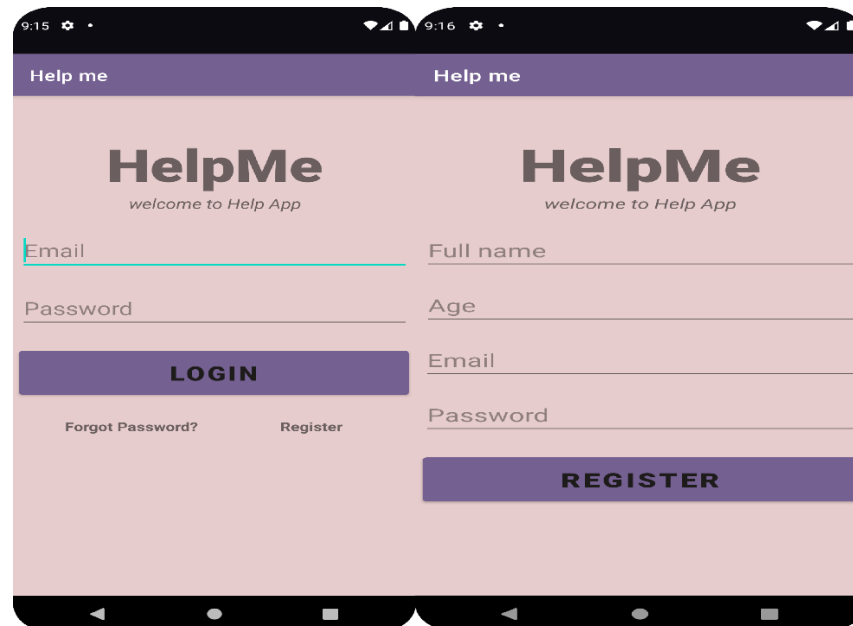 9:15
Help me
HelpMe
welcome to Help App
Email
Password
LOGIN
Forgot Password? Register
9:16
Help me
HelpMe
welcome to Help App
Full name
Age
Email
Password
REGISTER